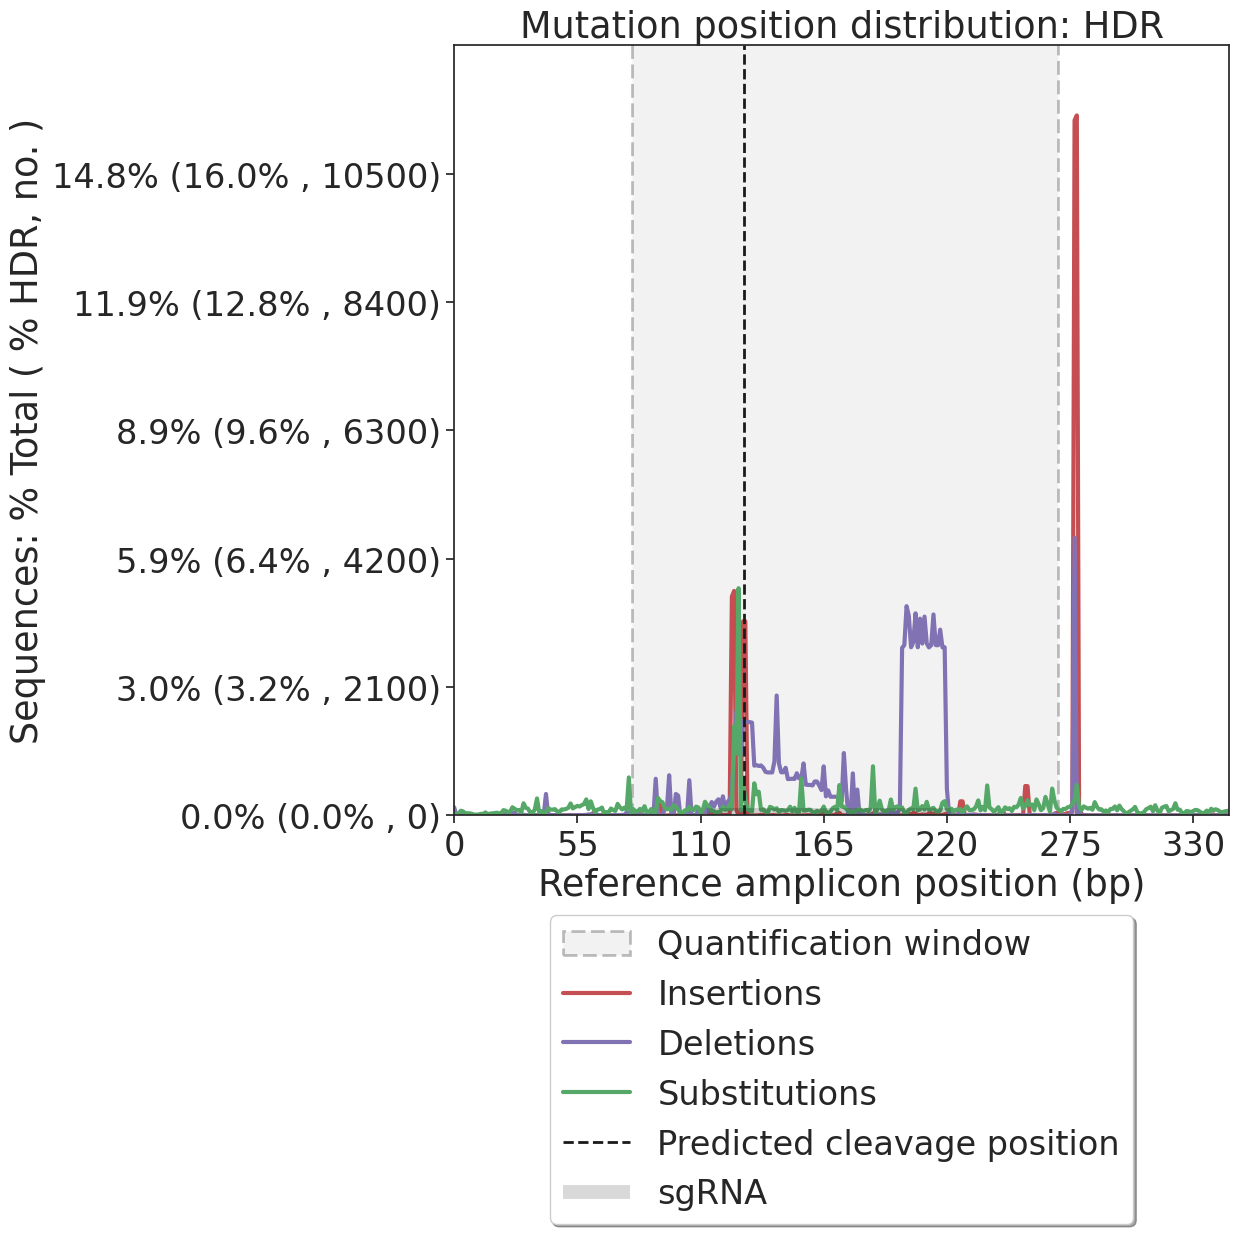 Mutation position distribution: HDR
Sequences: % Total ( % HDR, no. )
14.8% (16.0% , 10500)
11.9% (12.8% , 8400)
8.9% (9.6% , 6300)
5.9% (6.4% , 4200)
3.0% (3.2% , 2100)
0.0% (0.0% , 0)
0 55 110 165 220 275 330
Reference amplicon position (bp)
Quantification window
Insertions
Deletions
Substitutions
Predicted cleavage position
sgRNA